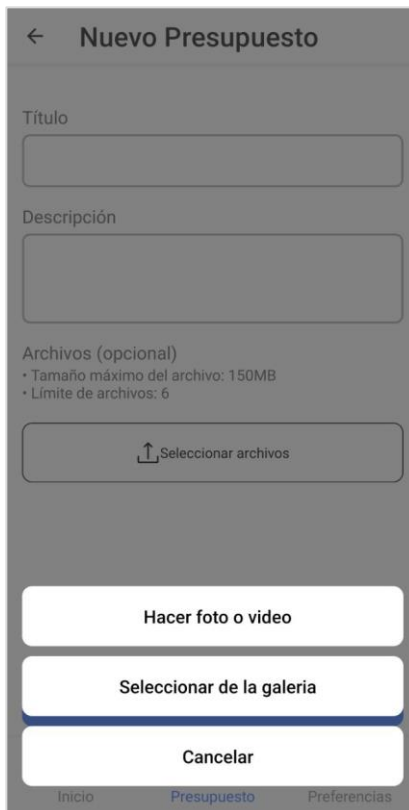 Nuevo Presupuesto
Título
Descripción
Archivos (opcional)
• Tamaño máximo del archivo: 150MB
• Límite de archivos: 6
Seleccionar archivos
Hacer foto o video
Seleccionar de la galeria
Cancelar
Inicio Presupuesto Preferencias